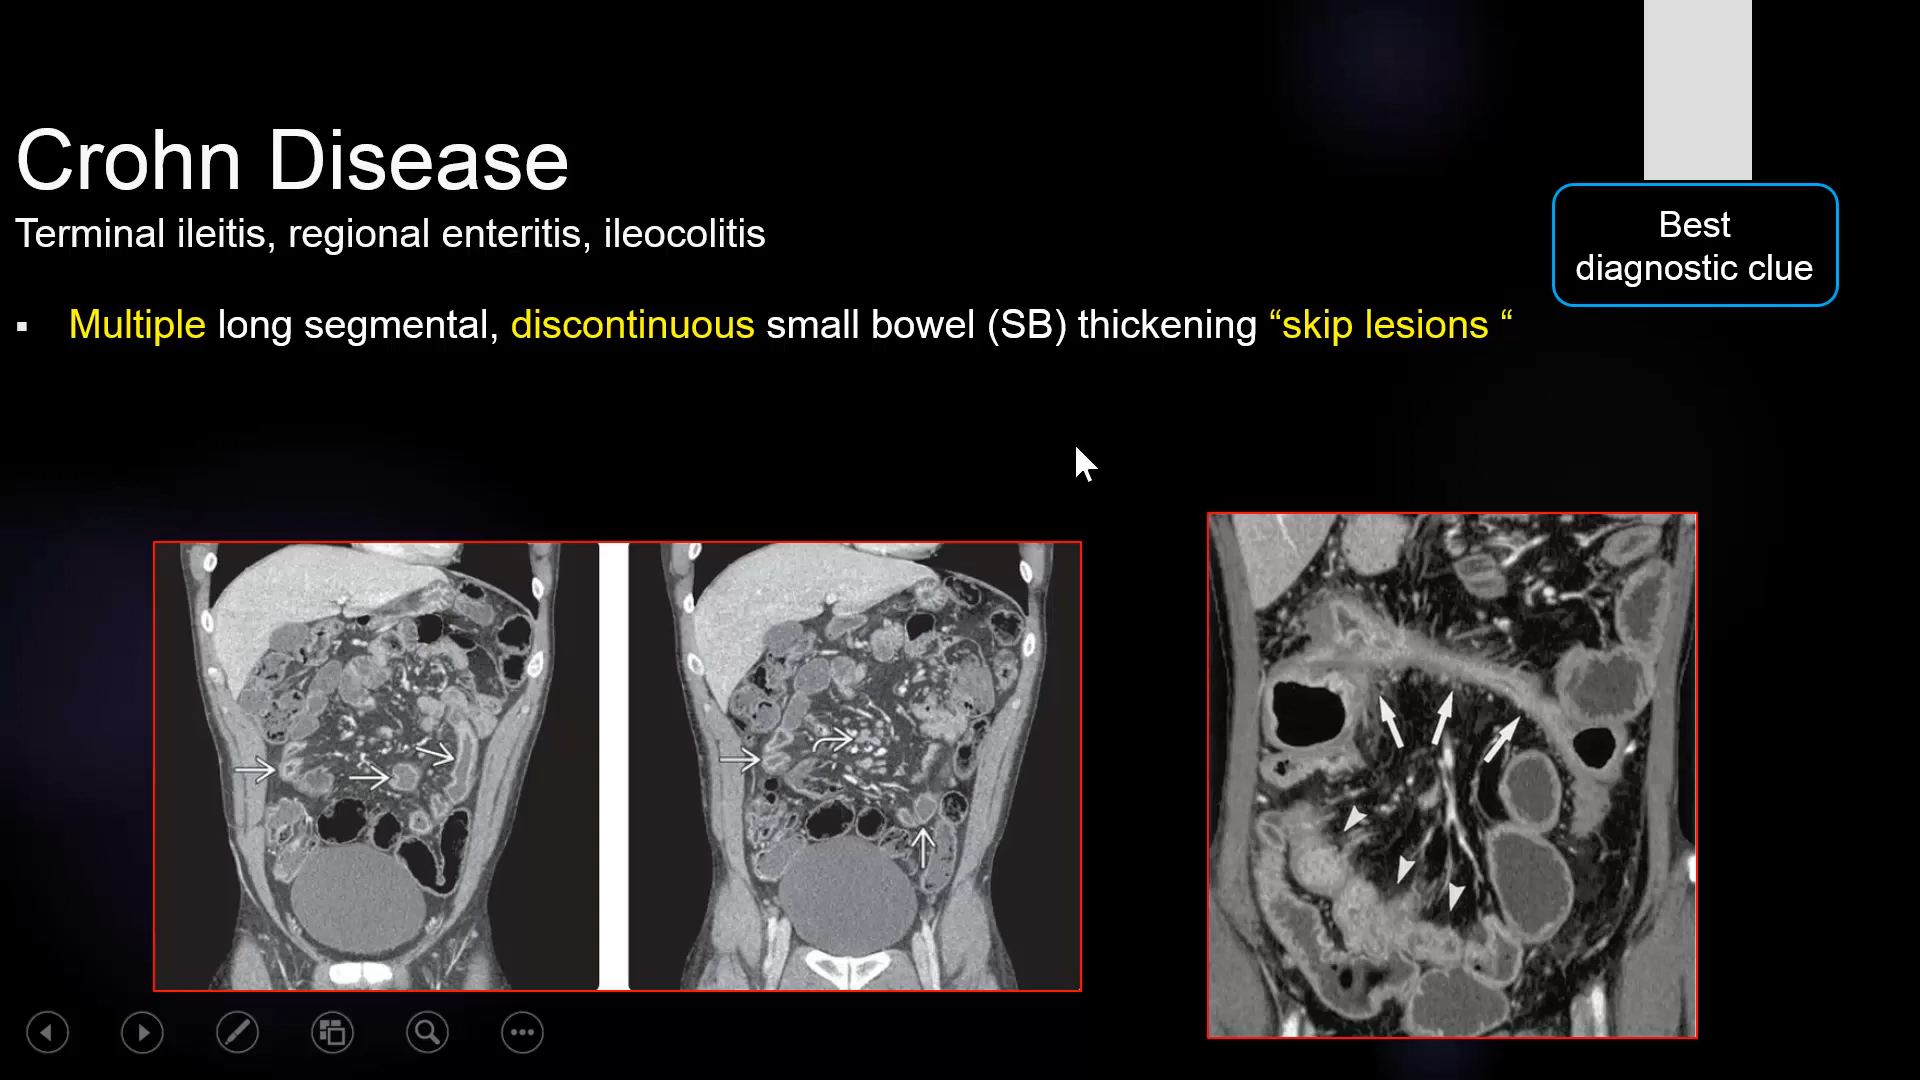 Crohn Disease
Terminal ileitis, regional enteritis, ileocolitis
Best
diagnostic clue
▪ Multiple long segmental, discontinuous small bowel (SB) thickening “skip lesions “